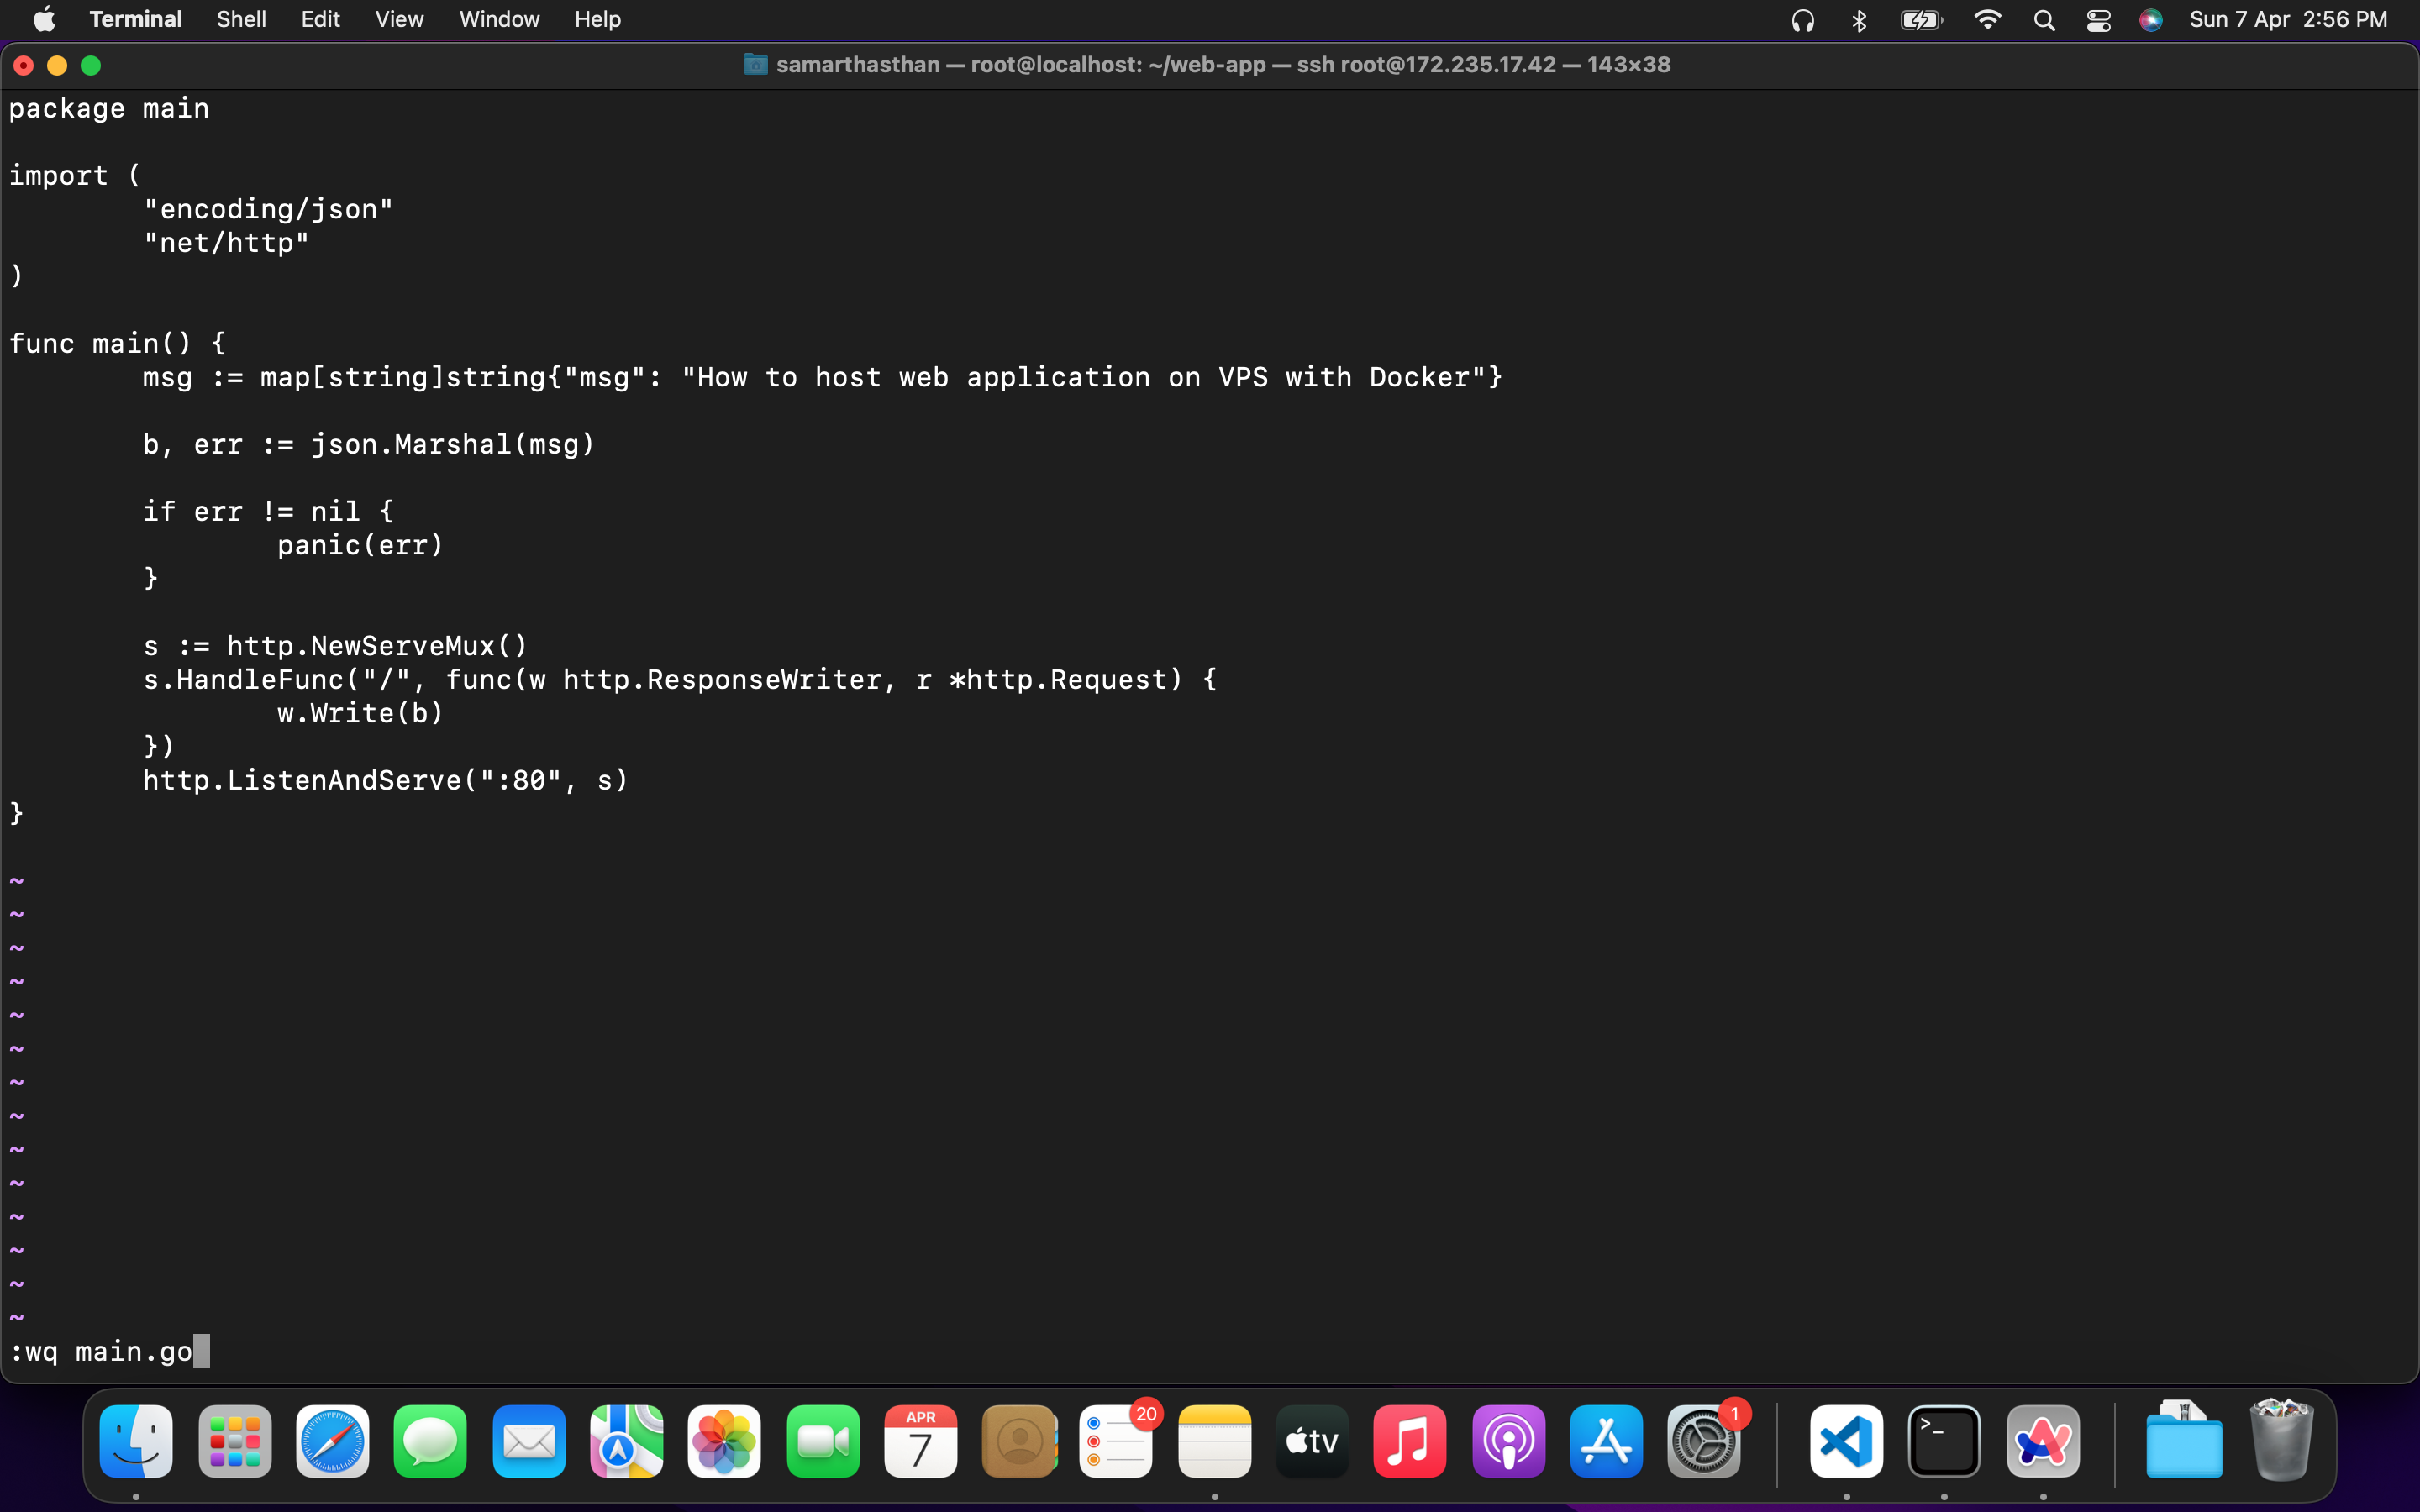 Terminal Shell Edit View Window Help Sun 7 Apr 2:56 PM
samarthasthan — root@localhost: ~/web-app — ssh root@172.235.17.42 — 143×38
package main
import (
"encoding/json"
"net/http"
)
func main() {
msg := map[string]string{"msg": "How to host web application on VPS with Docker"}
b, err := json.Marshal(msg)
if err != nil {
panic(err)
}
s := http.NewServeMux()
s.HandleFunc("/", func(w http.ResponseWriter, r *http.Request) {
w.Write(b)
})
http.ListenAndServe(":80", s)
}
~
~
~
~
~
~
~
~
~
~
~
~
~
~
:wq main.go
APR
7
20
tv
1
>_